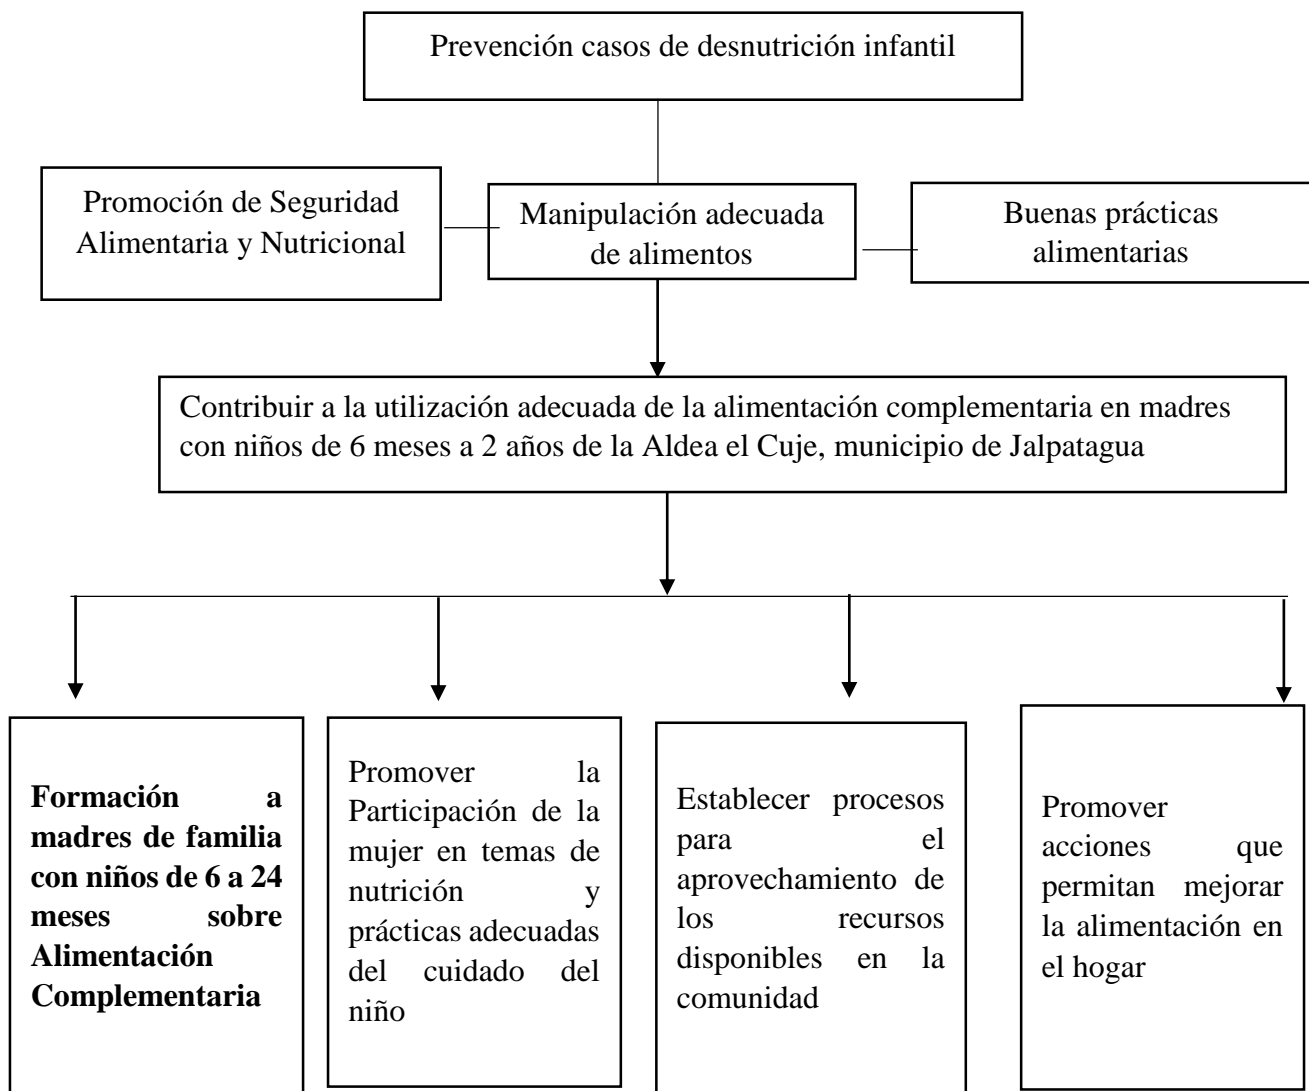 Prevención casos de desnutrición infantil
Promoción de Seguridad
Alimentaria y Nutricional
Manipulación adecuada
de alimentos
Buenas prácticas
alimentarias
Contribuir a la utilización adecuada de la alimentación complementaria en madres
con niños de 6 meses a 2 años de la Aldea el Cuje, municipio de Jalpatagua
Formación a
madres de familia
con niños de 6 a 24
meses sobre
Alimentación
Complementaria
Promover la
Participación de la
mujer en temas de
nutrición y
prácticas adecuadas
del cuidado del
niño
Establecer procesos
para el
aprovechamiento de
los recursos
disponibles en la
comunidad
Promover
acciones que
permitan mejorar
la alimentación en
el hogar